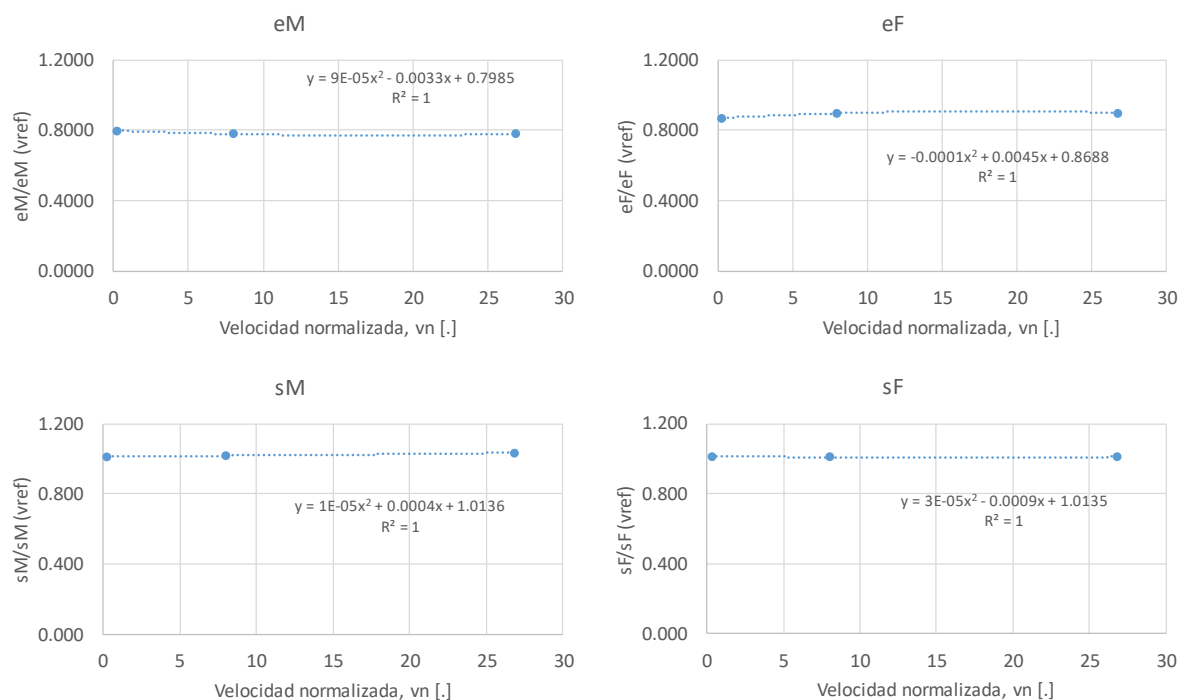 eM
eM/eM (vref)
1.2000
0.8000
0.4000
0.0000
y = 9E-05x² - 0.0033x + 0.7985
R² = 1
0 5 10 15 20 25 30
Velocidad normalizada, vn [.]
eF
eF/eF (vref)
1.2000
0.8000
0.4000
0.0000
y = -0.0001x² + 0.0045x + 0.8688
R² = 1
0 5 10 15 20 25 30
Velocidad normalizada, vn [.]
sM
sM/sM (vref)
1.200
0.800
0.400
0.000
y = 1E-05x² + 0.0004x + 1.0136
R² = 1
0 5 10 15 20 25 30
Velocidad normalizada, vn [.]
sF
sF/sF (vref)
1.200
0.800
0.400
0.000
y = 3E-05x² - 0.0009x + 1.0135
R² = 1
0 5 10 15 20 25 30
Velocidad normalizada, vn [.]